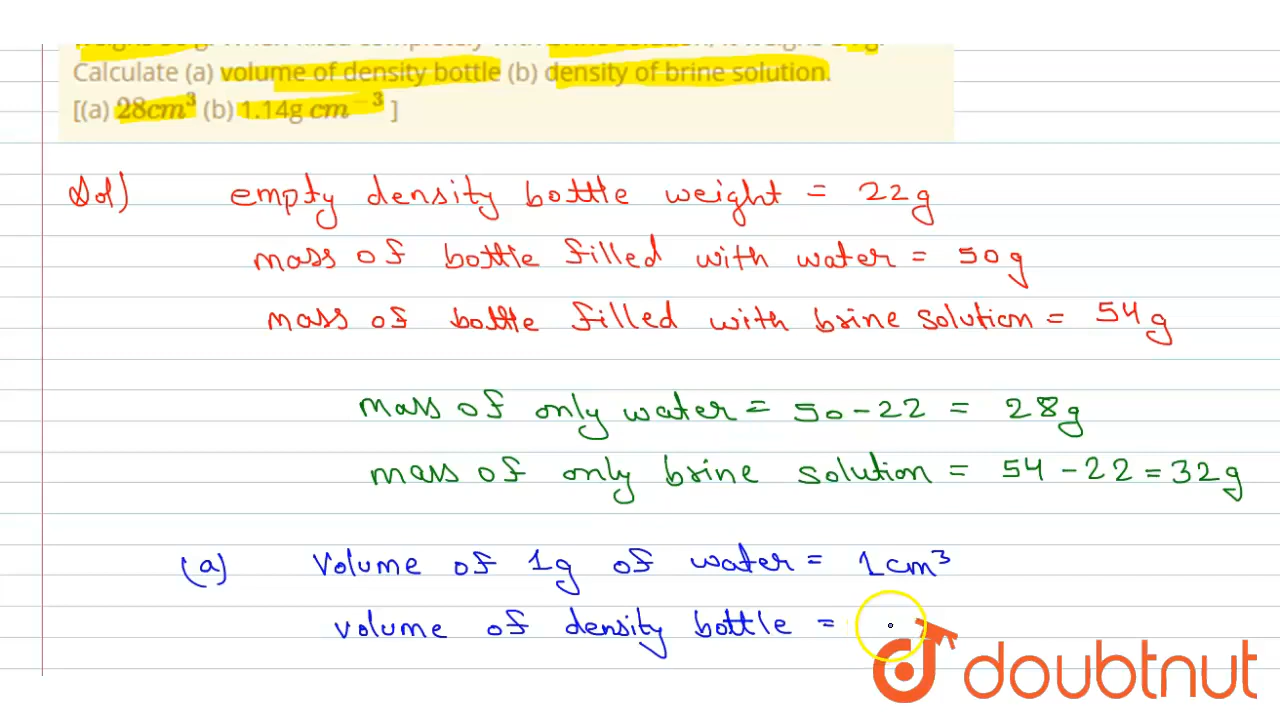 Calculate (a) volume of density bottle (b) density of brine solution.
[(a) 28cm³ (b) 1.14g cm⁻³ ]
Sol) empty density bottle weight = 22g
mass of bottle filled with water = 50g
mass of bottle filled with brine solution = 54g
mass of only water = 50-22 = 28g
mass of only brine solution = 54-22=32g
(a) Volume of 1g of water = 1cm³
volume of density bottle =
doubtnut